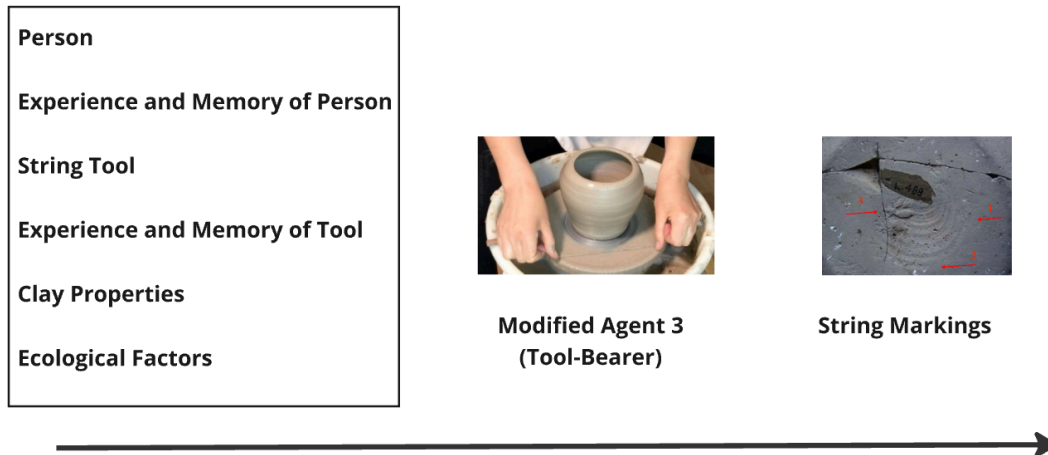 Person
Experience and Memory of Person
String Tool
Experience and Memory of Tool
Clay Properties
Ecological Factors
Modified Agent 3
(Tool-Bearer)
String Markings